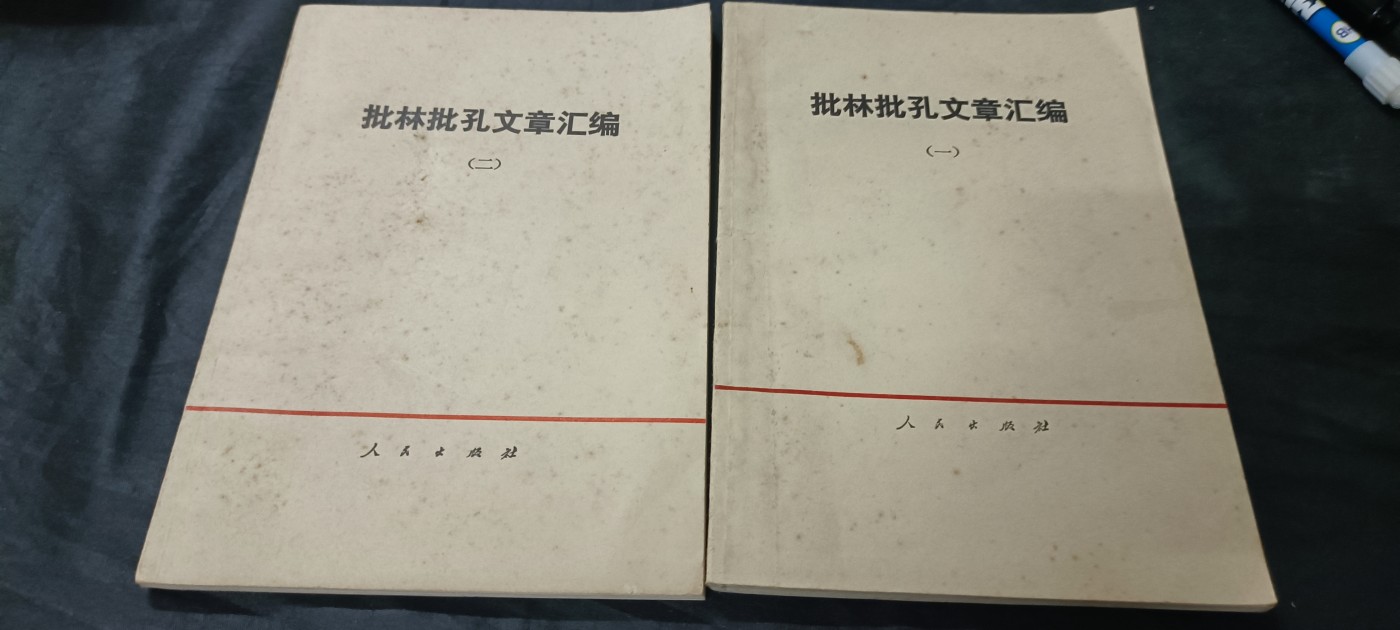 批林批孔文章汇编
（二）
人民出版社
批林批孔文章汇编
（一）
人民出版社